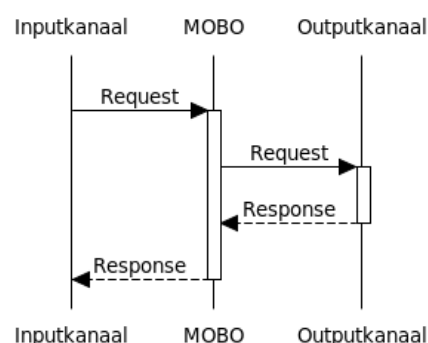 Inputkanaal MOBO Outputkanaal
Request
Request
Response
Response
Inputkanaal MOBO Outputkanaal